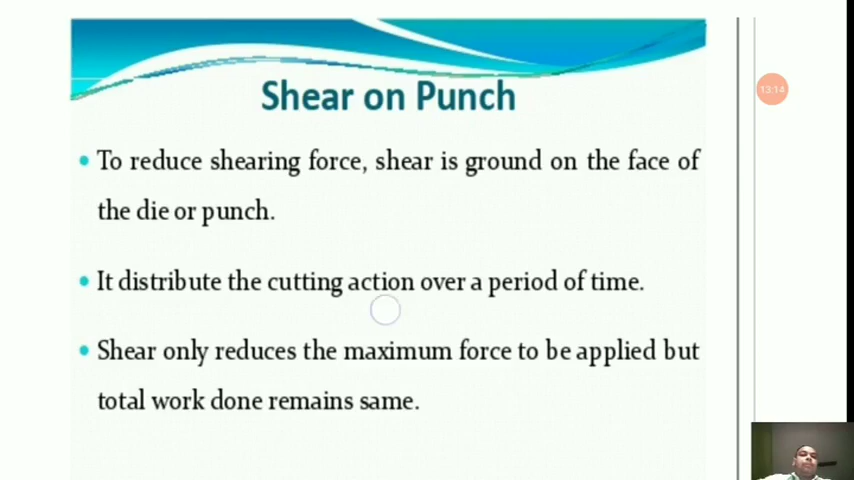 Shear on Punch
13:14
To reduce shearing force, shear is ground on the face of
the die or punch.
It distribute the cutting action over a period of time.
Shear only reduces the maximum force to be applied but
total work done remains same.